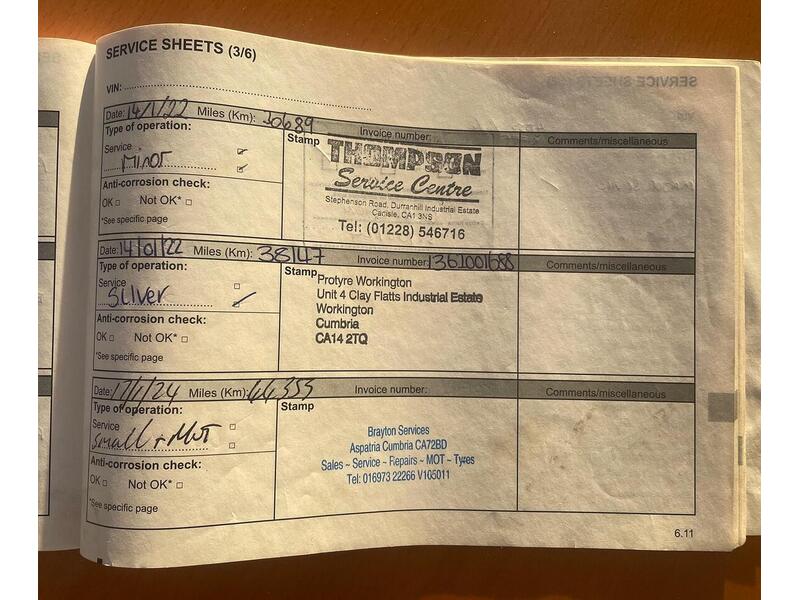 SERVICE SHEETS (3/6)
VIN:
Date: 14/1/22 Miles (Km): 30689 Invoice number:
Type of operation: Stamp Comments/miscellaneous
Service
Minor
Anti-corrosion check:
OK Not OK*
*See specific page
THOMPSON
Service Centre
Stephenson Road, Durranhill Industrial Estate
Carlisle, CA1 3NS
Tel: (01228) 546716
Date: 14/01/22 Miles (Km): 38147 Invoice number: 1361001688
Type of operation: Stamp Comments/miscellaneous
Service
Silver
Anti-corrosion check:
OK Not OK*
*See specific page
Protyre Workington
Unit 4 Clay Flatts Industrial Estate
Workington
Cumbria
CA14 2TQ
Date: 24 Miles (Km): 66,355 Invoice number:
Type of operation: Stamp Comments/miscellaneous
Service
Small + MOT
Anti-corrosion check:
OK Not OK*
*See specific page
Brayton Services
Aspatria Cumbria CA72BD
Sales ~ Service ~ Repairs ~ MOT ~ Tyres
Tel: 016973 22266 V105011
6.11